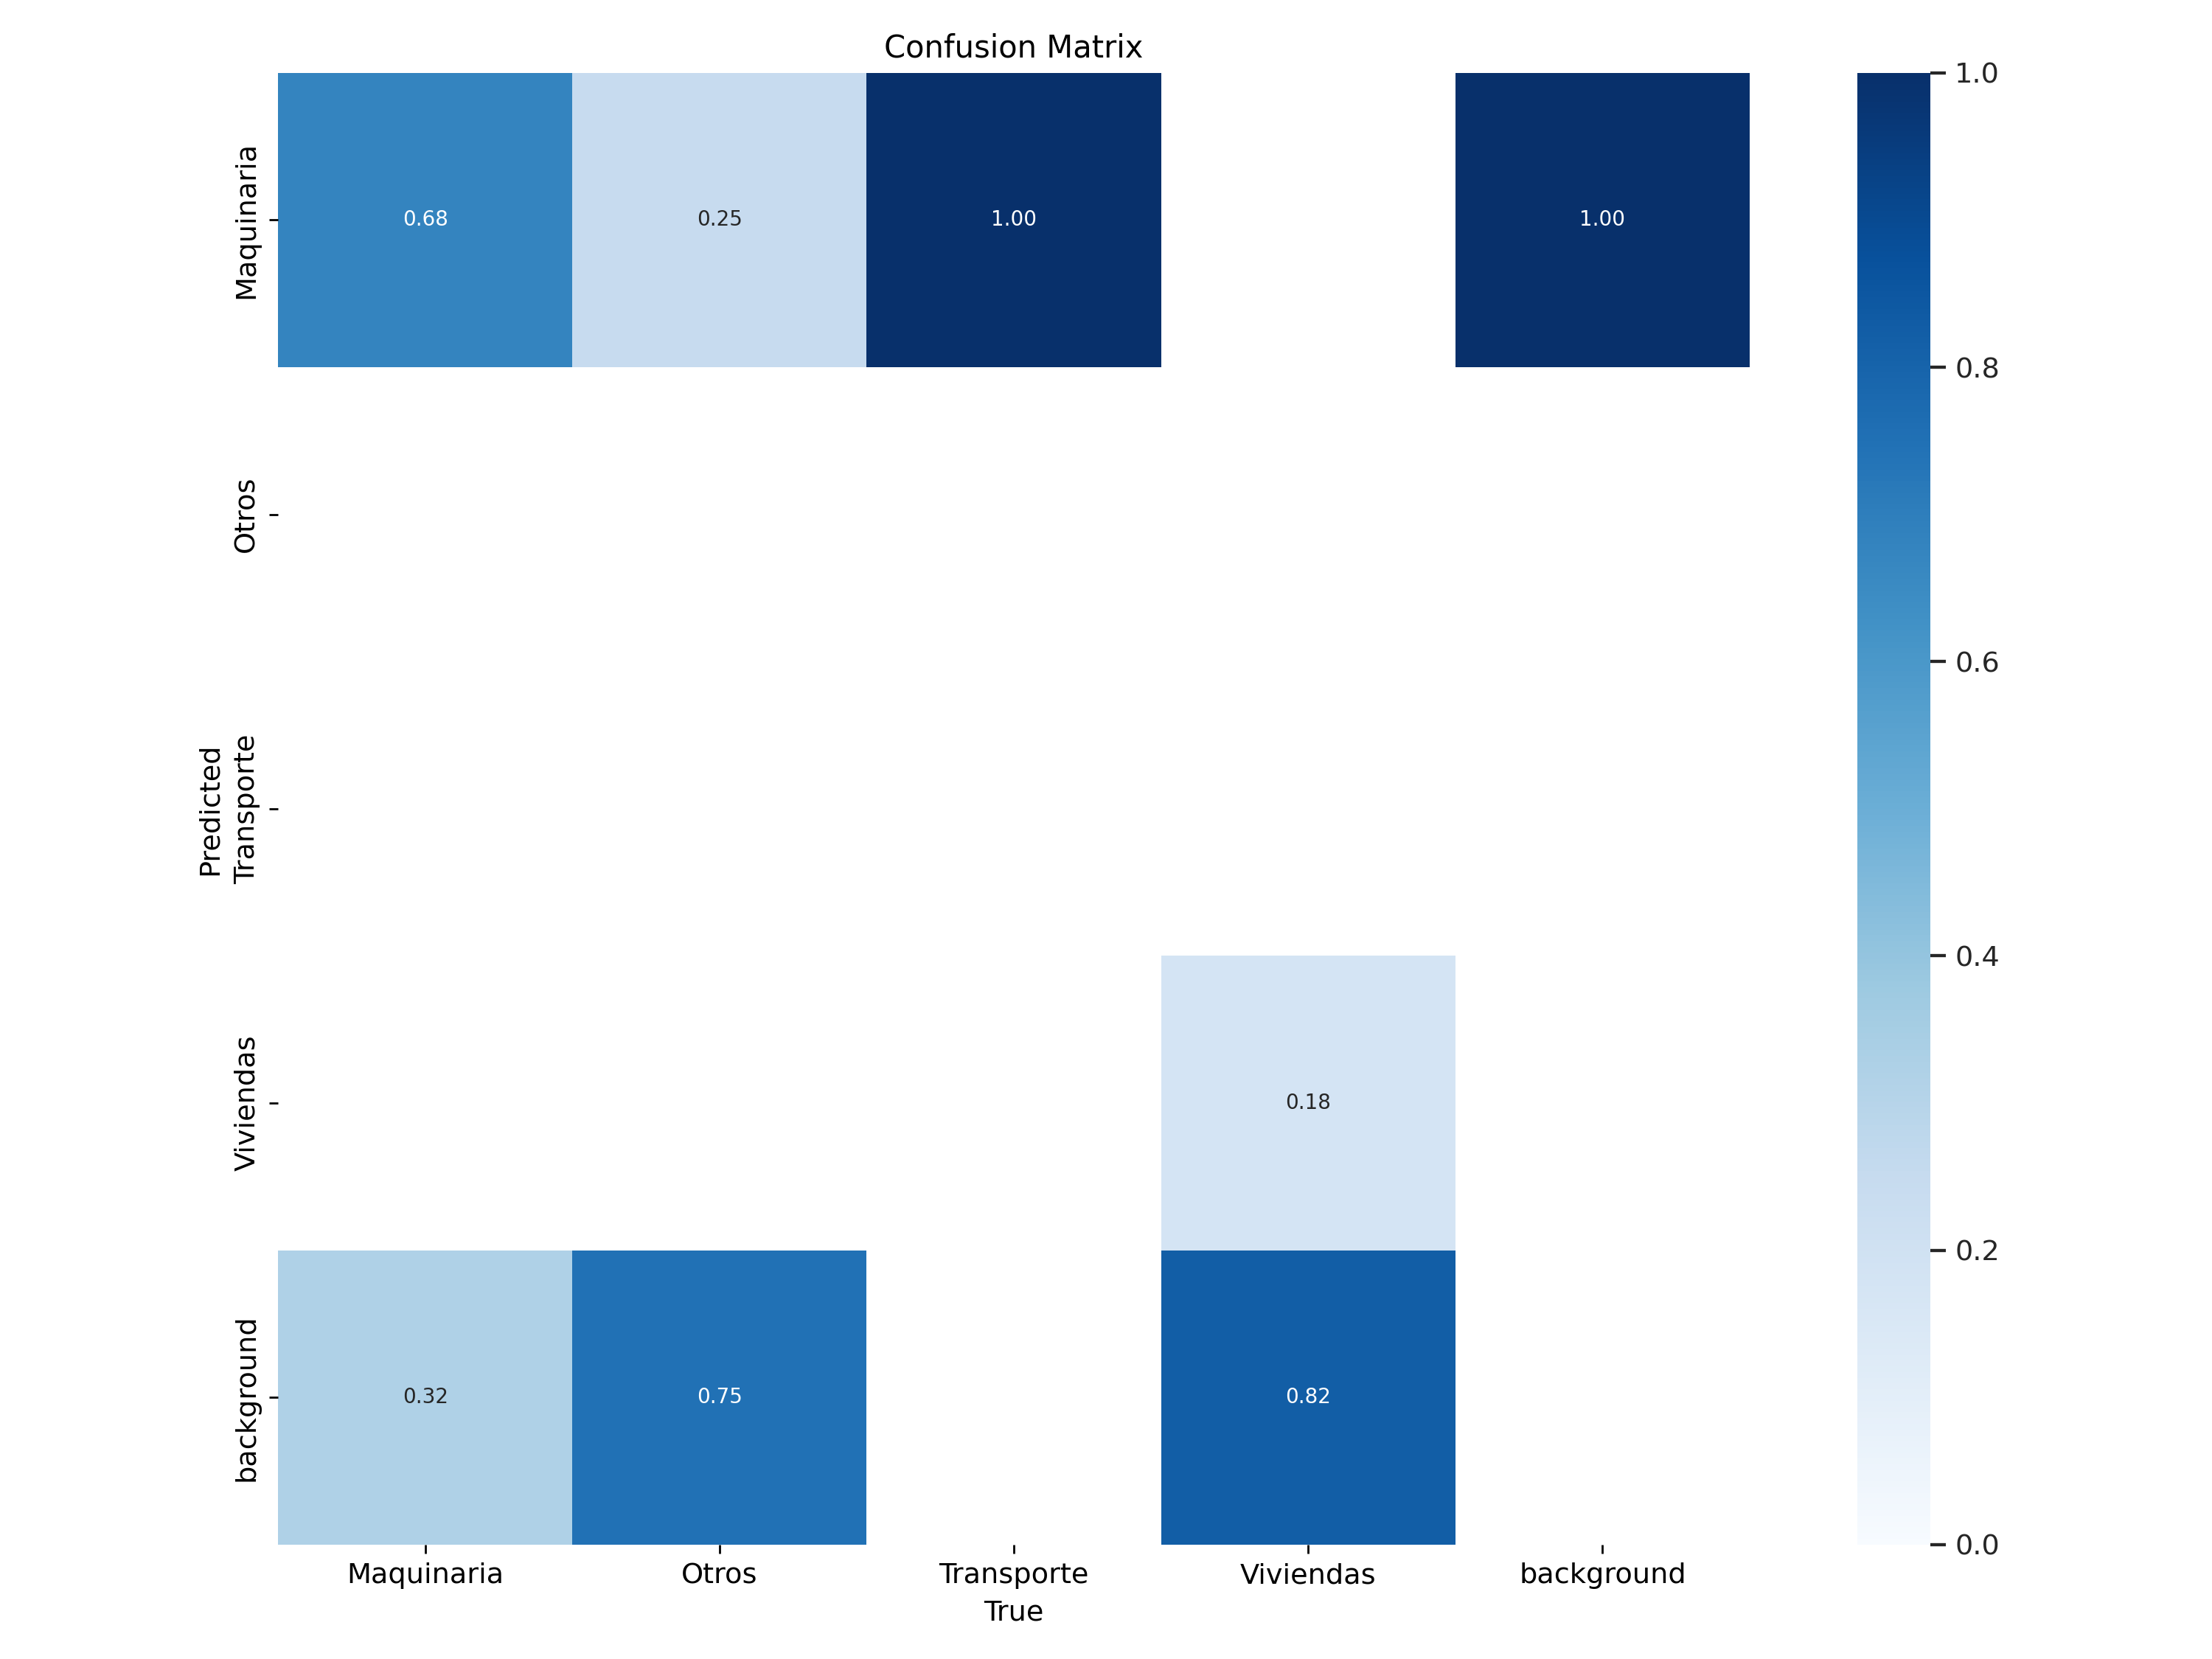 Confusion Matrix
Maquinaria
0.68
0.25
1.00
1.00
Otros
Predicted
Transporte
Viviendas
0.18
background
0.32
0.75
0.82
Maquinaria
Otros
Transporte
Viviendas
background
True
1.0
0.8
0.6
0.4
0.2
0.0